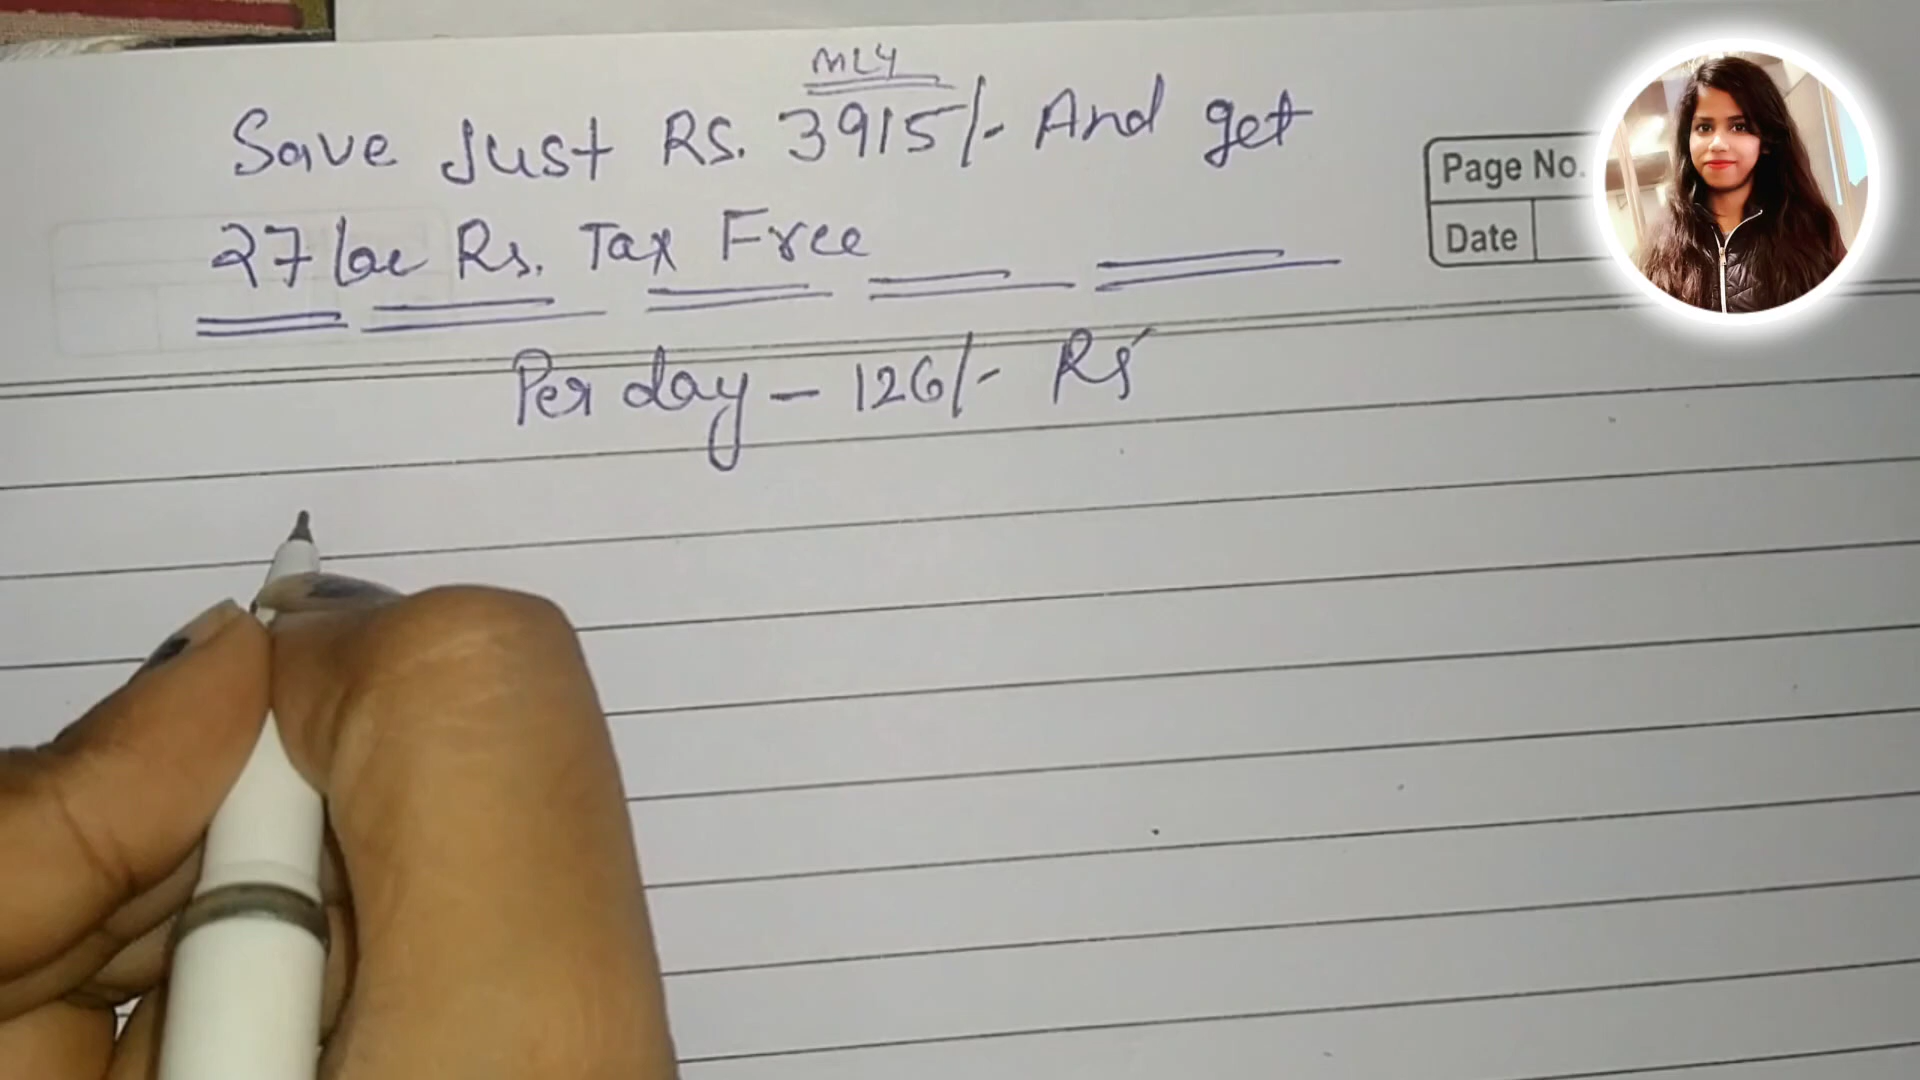 MLY
Save Just RS. 3915/- And get
27 lac Rs. Tax Free
Per day - 126/- Rs
Page No.
Date